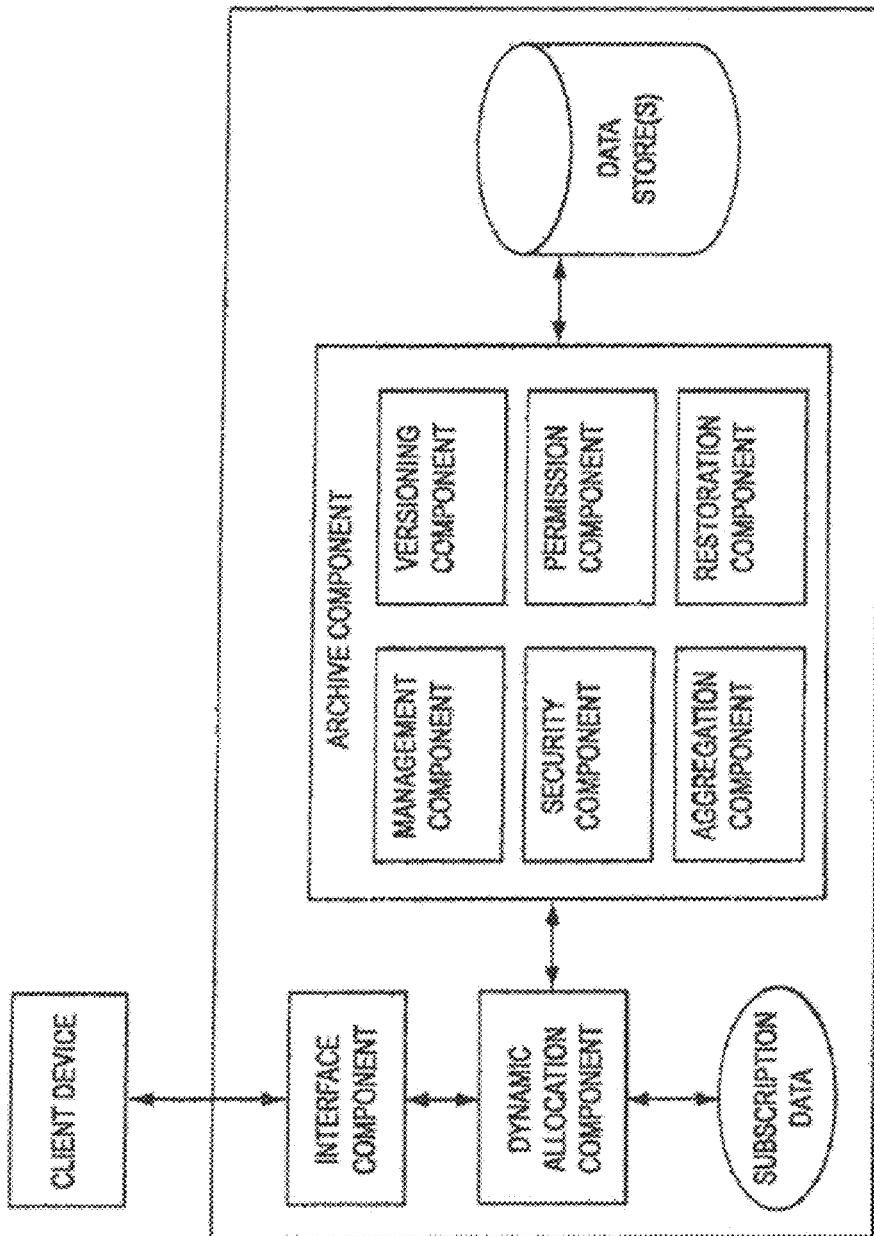 CLIENT DEVICE
INTERFACE
COMPONENT
DYNAMIC
ALLOCATION
COMPONENT
SUBSCRIPTION
DATA
ARCHIVE COMPONENT
MANAGEMENT
COMPONENT
VERSIONING
COMPONENT
SECURITY
COMPONENT
PERMISSION
COMPONENT
AGGREGATION
COMPONENT
RESTORATION
COMPONENT
DATA
STORE(S)